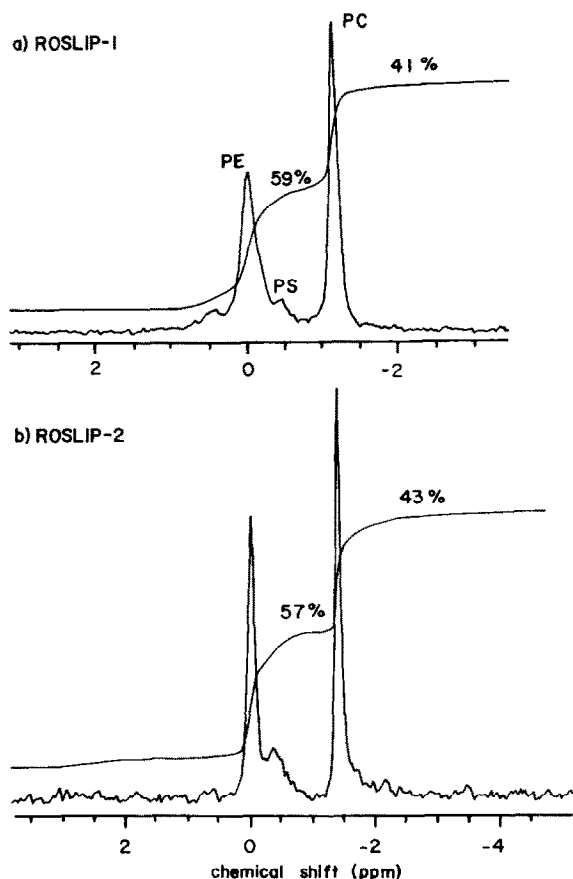 a) ROSLIP-1
PC
41%
PE
59%
PS
2 0 -2
b) ROSLIP-2
43%
57%
2 0 -2 -4
chemical shift (ppm)